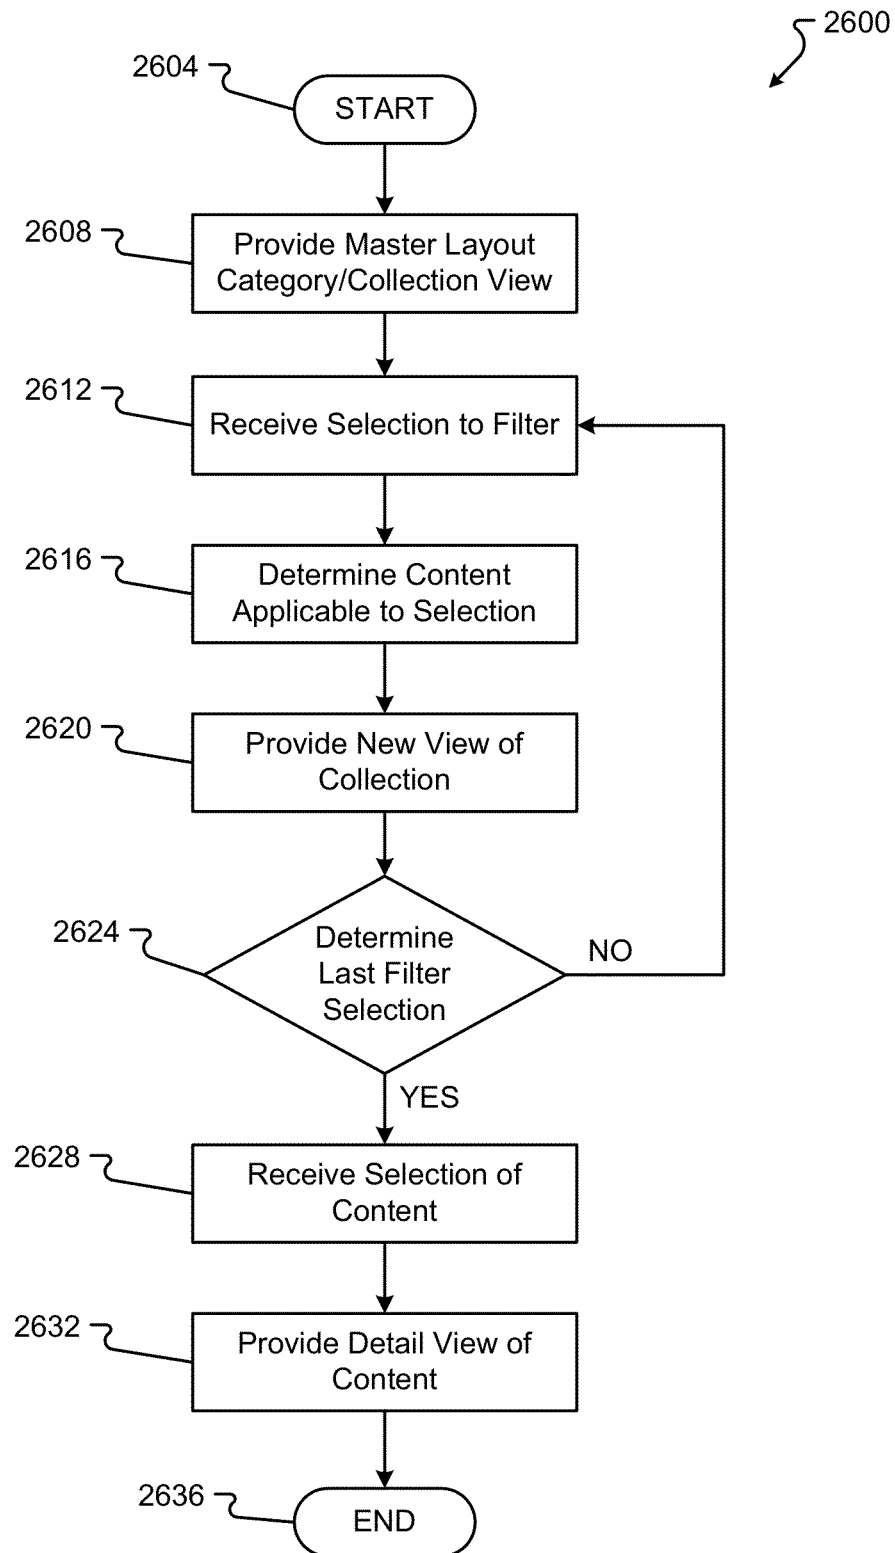 2600
2604
START
2608
Provide Master Layout
Category/Collection View
2612
Receive Selection to Filter
2616
Determine Content
Applicable to Selection
2620
Provide New View of
Collection
2624
Determine
Last Filter
Selection
NO
YES
2628
Receive Selection of
Content
2632
Provide Detail View of
Content
2636
END